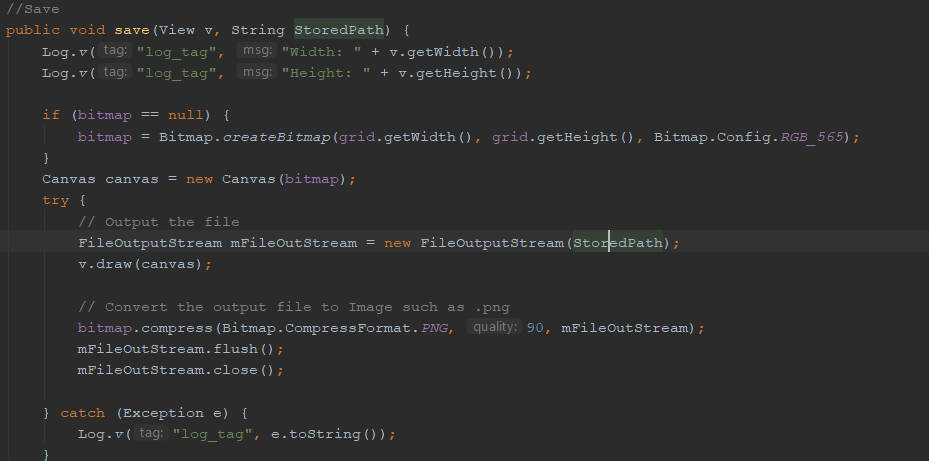 //Save
public void save(View v, String StoredPath) {
Log.v( tag: "log_tag", msg: "Width: " + v.getWidth());
Log.v( tag: "log_tag", msg: "Height: " + v.getHeight());
if (bitmap == null) {
bitmap = Bitmap.createBitmap(grid.getWidth(), grid.getHeight(), Bitmap.Config.RGB_565);
}
Canvas canvas = new Canvas(bitmap);
try {
// Output the file
FileOutputStream mFileOutStream = new FileOutputStream(StoredPath);
v.draw(canvas);
// Convert the output file to Image such as .png
bitmap.compress(Bitmap.CompressFormat.PNG, quality: 90, mFileOutStream);
mFileOutStream.flush();
mFileOutStream.close();
} catch (Exception e) {
Log.v( tag: "log_tag", e.toString());
}